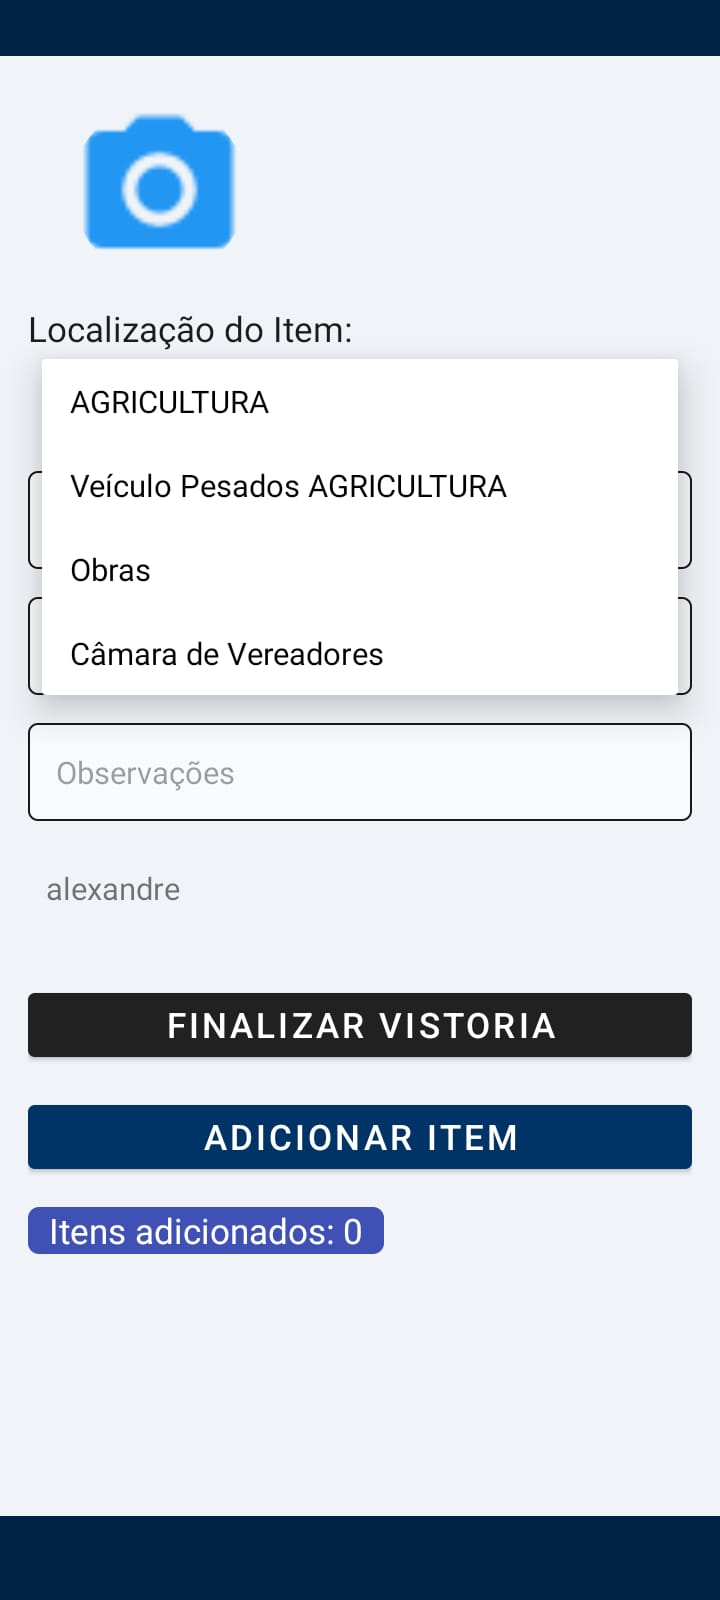 Localização do Item:
AGRICULTURA
Veículo Pesados AGRICULTURA
Obras
Câmara de Vereadores
Observações
alexandre
FINALIZAR VISTORIA
ADICIONAR ITEM
Itens adicionados: 0